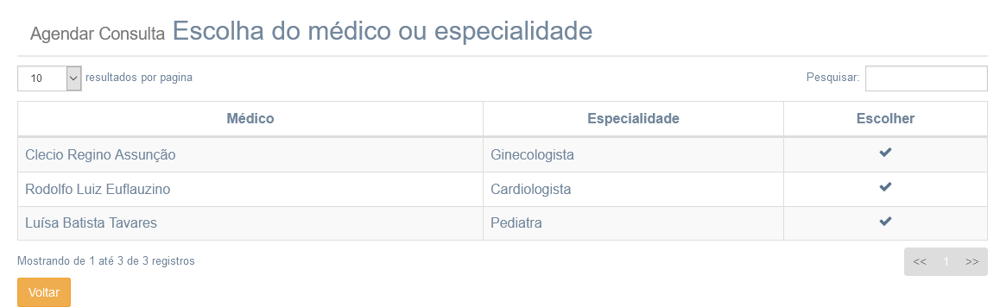 Agendar Consulta Escolha do médico ou especialidade
10 resultados por pagina Pesquisar:
Médico Especialidade Escolher
Clecio Regino Assunção Ginecologista
Rodolfo Luiz Euflauzino Cardiologista
Luísa Batista Tavares Pediatra
Mostrando de 1 até 3 de 3 registros << 1 >>
Voltar